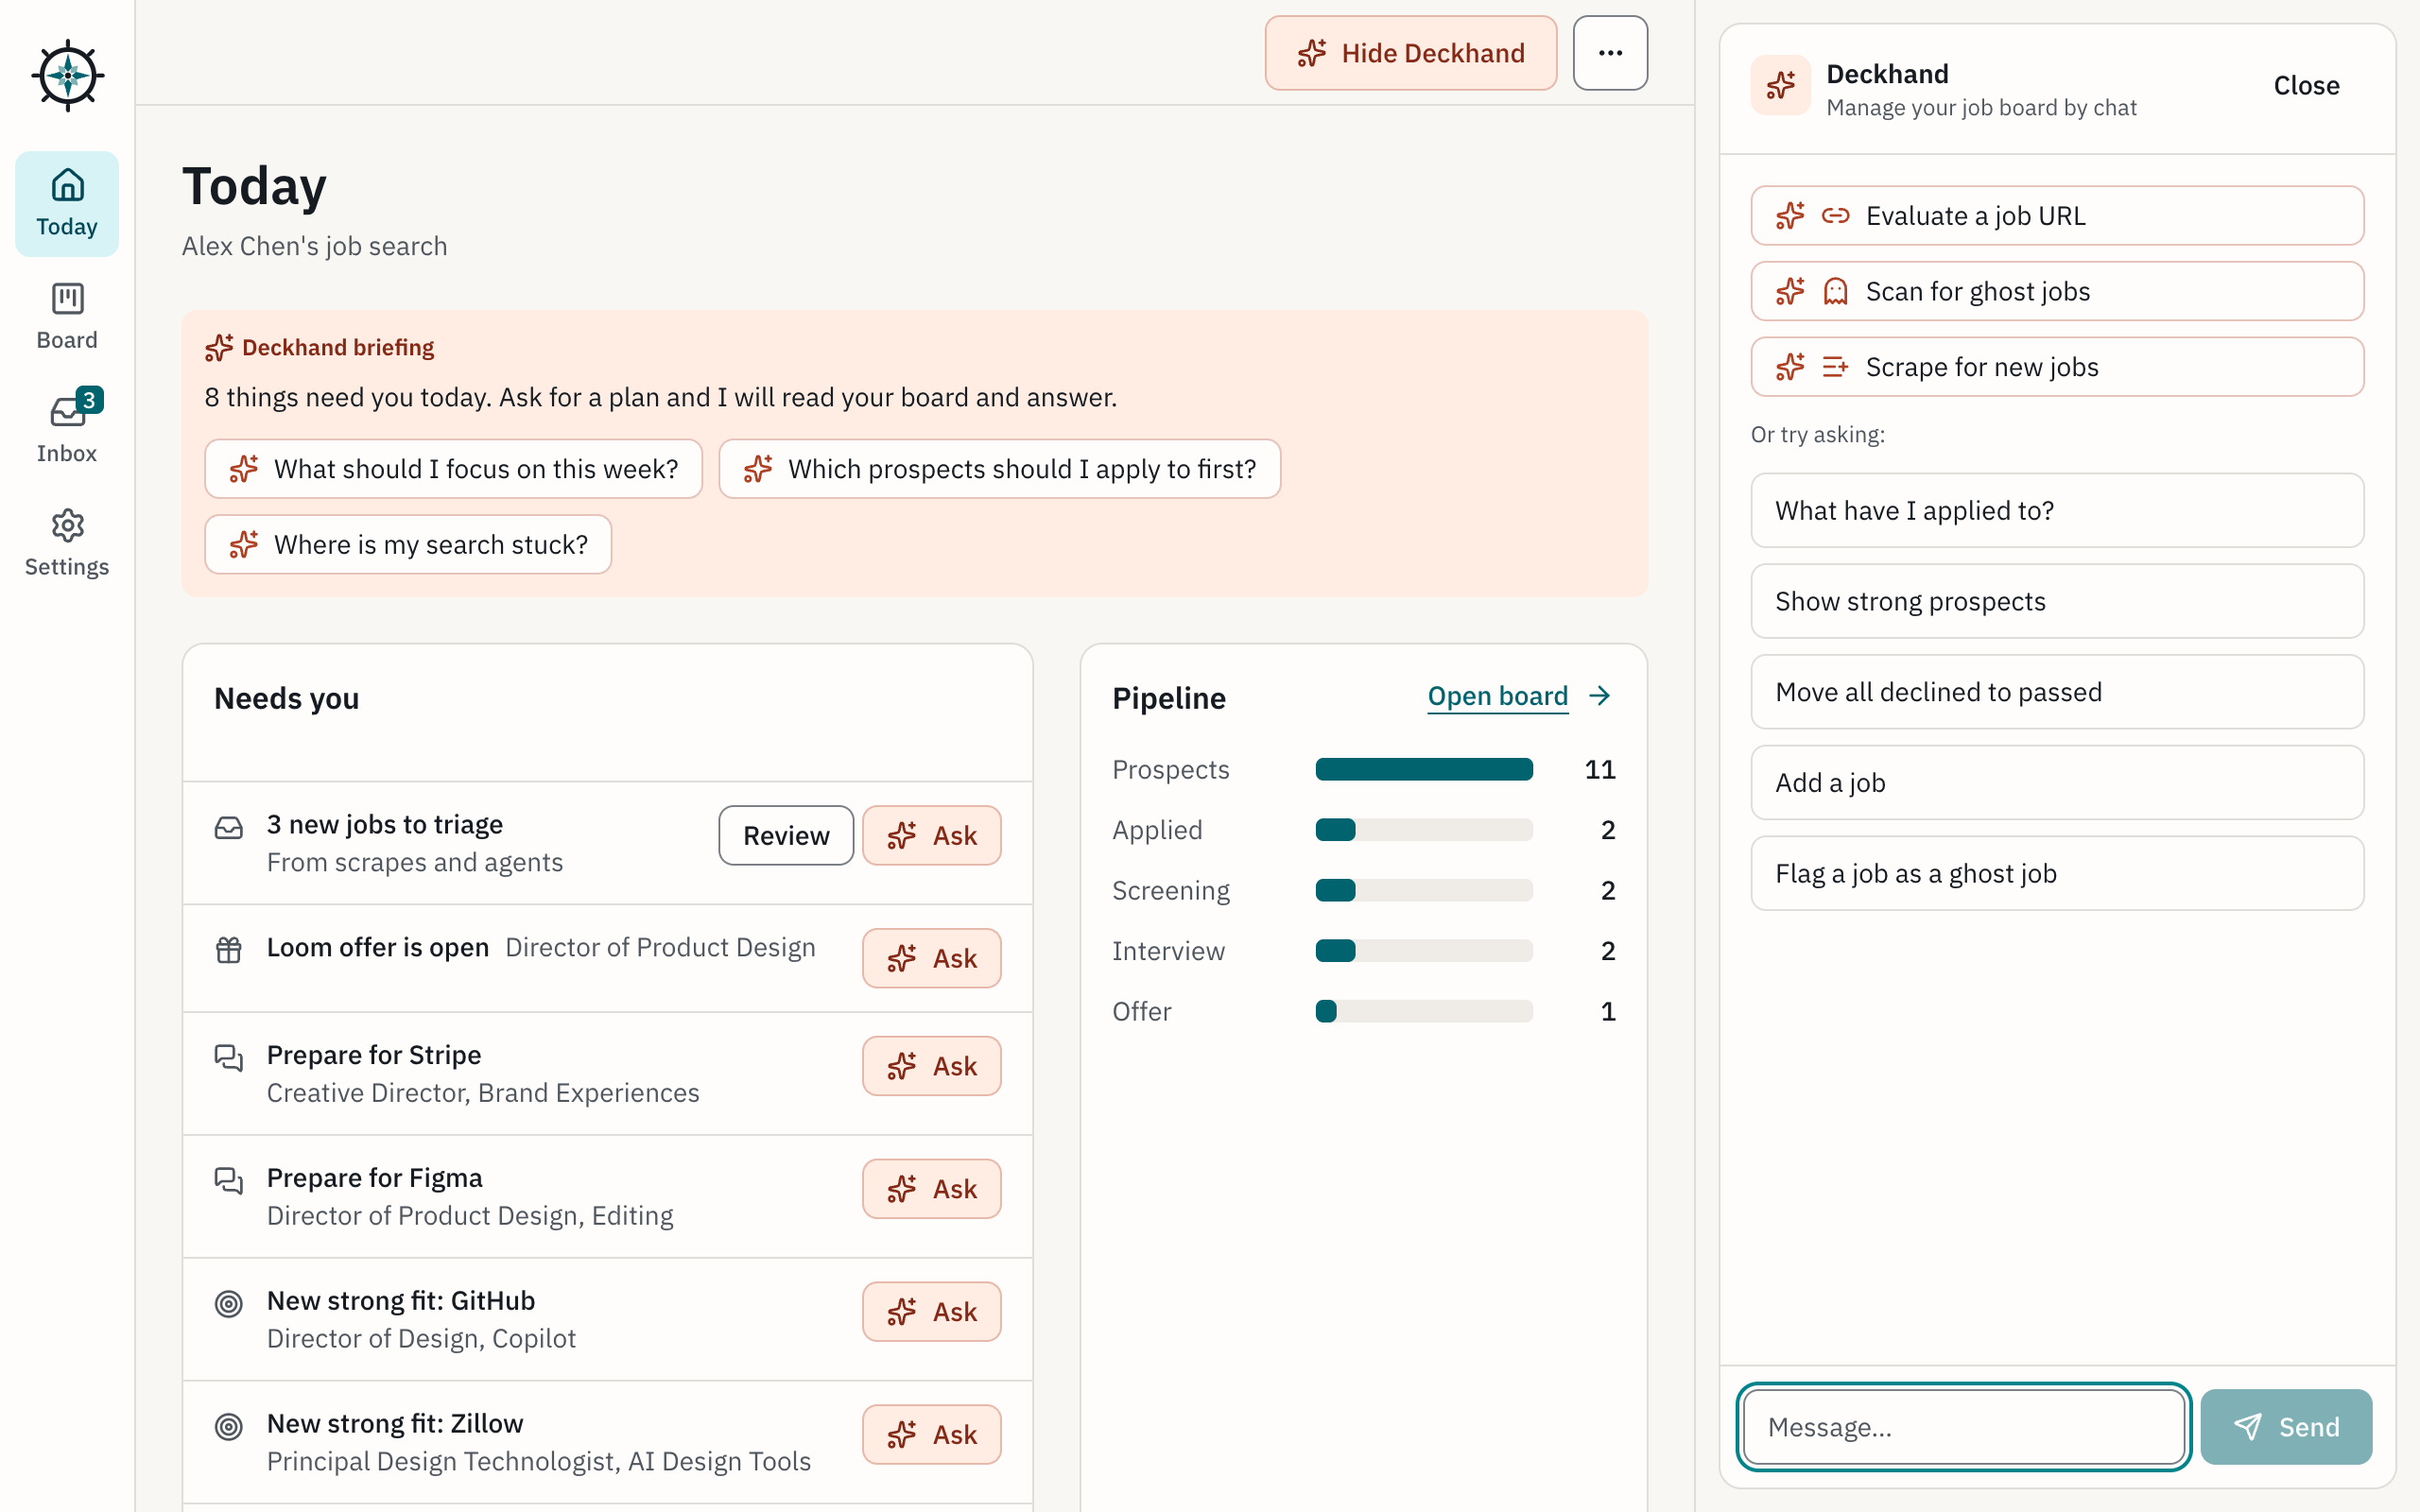 Today
Board
3
Inbox
Settings
Hide Deckhand
Today
Alex Chen's job search
Deckhand briefing
8 things need you today. Ask for a plan and I will read your board and answer.
What should I focus on this week?
Which prospects should I apply to first?
Where is my search stuck?
Needs you
3 new jobs to triage
From scrapes and agents
Review
Ask
Loom offer is open Director of Product Design
Ask
Prepare for Stripe
Creative Director, Brand Experiences
Ask
Prepare for Figma
Director of Product Design, Editing
Ask
New strong fit: GitHub
Director of Design, Copilot
Ask
New strong fit: Zillow
Principal Design Technologist, AI Design Tools
Ask
Pipeline
Open board
Prospects 11
Applied 2
Screening 2
Interview 2
Offer 1
Deckhand
Manage your job board by chat
Close
Evaluate a job URL
Scan for ghost jobs
Scrape for new jobs
Or try asking:
What have I applied to?
Show strong prospects
Move all declined to passed
Add a job
Flag a job as a ghost job
Message...
Send